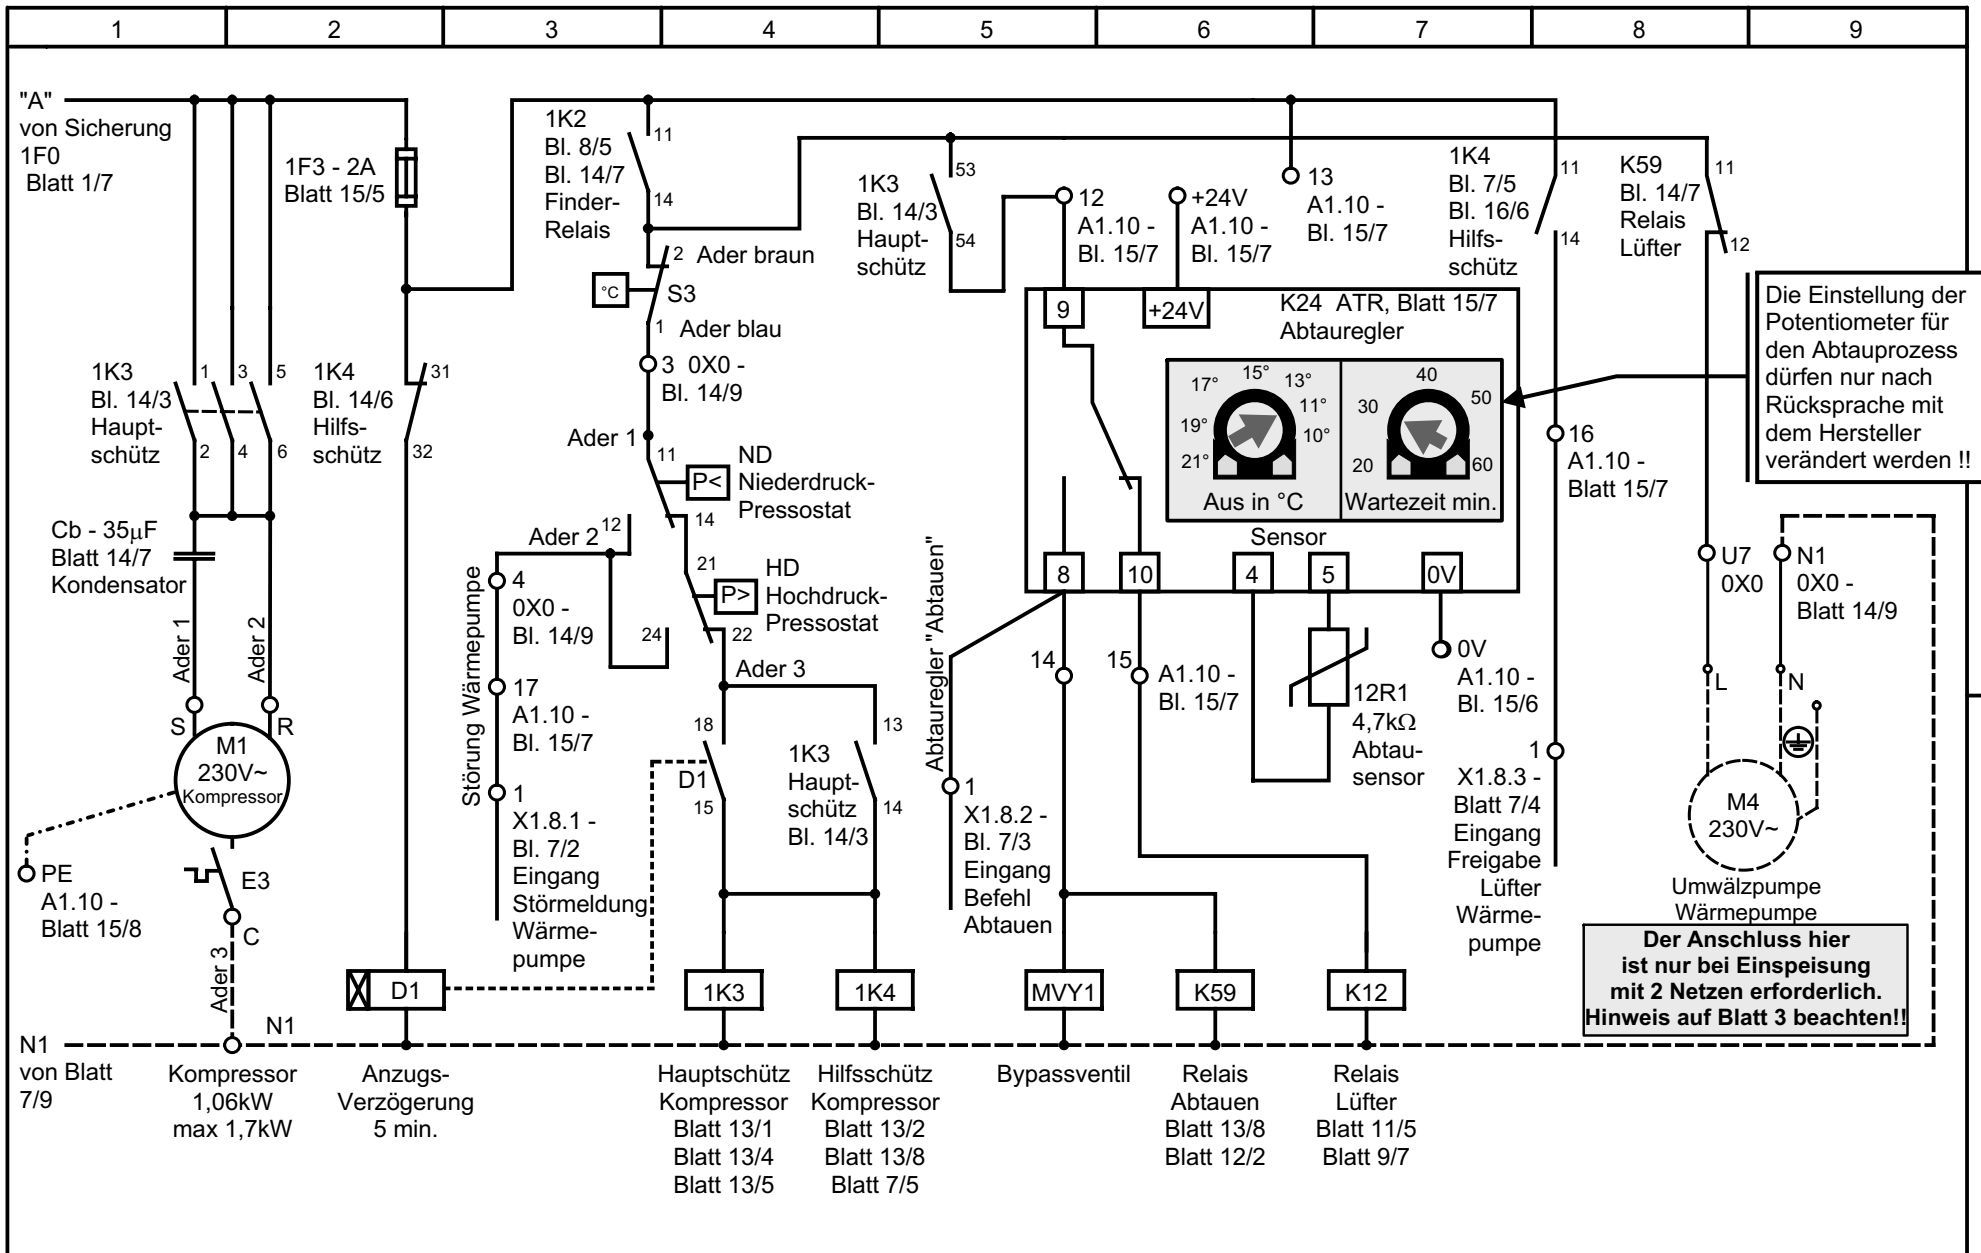 1
2
3
4
5
6
7
8
9
"A"
von Sicherung
1F0
Blatt 1/7
1F3 - 2A
Blatt 15/5
1K2
Bl. 8/5
Bl. 14/7
Finder-
Relais
11
14
2
Ader braun
°C
S3
1
Ader blau
3 0X0 -
Bl. 14/9
Ader 1
11
ND
Niederdruck-
Pressostat
P<
14
12
Ader 2
21
HD
Hochdruck-
Pressostat
P>
22
24
Ader 3
1K3
Bl. 14/3
Haupt-
schütz
1
3
5
2
4
6
1K4
Bl. 14/6
Hilfs-
schütz
31
32
Cb - 35µF
Blatt 14/7
Kondensator
Ader 1
Ader 2
S
R
M1
230V~
Kompressor
PE
A1.10 -
Blatt 15/8
E3
C
Ader 3
N1
N1
von Blatt
7/9
Kompressor
1,06kW
max 1,7kW
D1
Anzugs-
Verzögerung
5 min.
Störung Wärmepumpe
4
0X0 -
Bl. 14/9
17
A1.10 -
Bl. 15/7
1
X1.8.1 -
Bl. 7/2
Eingang
Störmeldung
Wärme-
pumpe
18
D1
15
1K3
Haupt-
schütz
Bl. 14/3
13
14
1K3
Hauptschütz
Kompressor
Blatt 13/1
Blatt 13/4
Blatt 13/5
1K4
Hilfsschütz
Kompressor
Blatt 13/2
Blatt 13/8
Blatt 7/5
1K3
Bl. 14/3
Haupt-
schütz
53
54
12
A1.10 -
Bl. 15/7
+24V
A1.10 -
Bl. 15/7
13
A1.10 -
Bl. 15/7
9
+24V
K24 ATR, Blatt 15/7
Abtauregler
15°
17°
13°
11°
19°
10°
21°
Aus in °C
40
30
50
20
60
Wartezeit min.
Sensor
8
10
4
5
0V
Abtauregler "Abtauen"
1
X1.8.2 -
Bl. 7/3
Eingang
Befehl
Abtauen
14
15
A1.10 -
Bl. 15/7
12R1
4,7kΩ
Abtau-
sensor
0V
A1.10 -
Bl. 15/6
MVY1
Bypassventil
K59
Relais
Abtauen
Blatt 13/8
Blatt 12/2
K12
Relais
Lüfter
Blatt 11/5
Blatt 9/7
1K4
Bl. 7/5
Bl. 16/6
Hilfs-
schütz
11
14
16
A1.10 -
Blatt 15/7
1
X1.8.3 -
Blatt 7/4
Eingang
Freigabe
Lüfter
Wärme-
pumpe
K59
Bl. 14/7
Relais
Lüfter
11
12
Die Einstellung der
Potentiometer für
den Abtauprozess
dürfen nur nach
Rücksprache mit
dem Hersteller
verändert werden !!
U7
0X0
N1
0X0 -
Blatt 14/9
L
N
M4
230V~
Umwälzpumpe
Wärmepumpe
Der Anschluss hier
ist nur bei Einspeisung
mit 2 Netzen erforderlich.
Hinweis auf Blatt 3 beachten!!